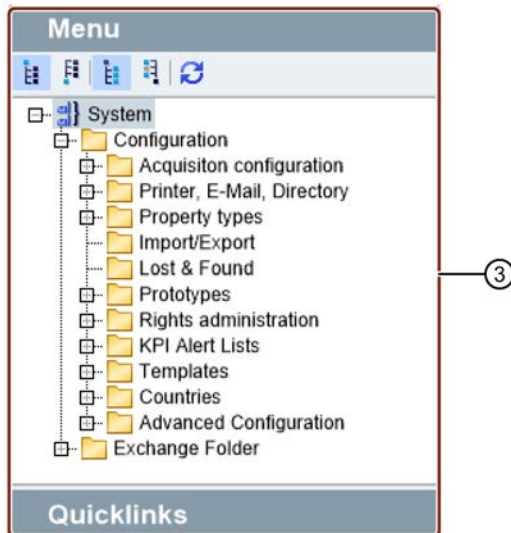 Menu
System
Configuration
Acquisiton configuration
Printer, E-Mail, Directory
Property types
Import/Export
Lost & Found
Prototypes
Rights administration
KPI Alert Lists
Templates
Countries
Advanced Configuration
Exchange Folder
Quicklinks
3